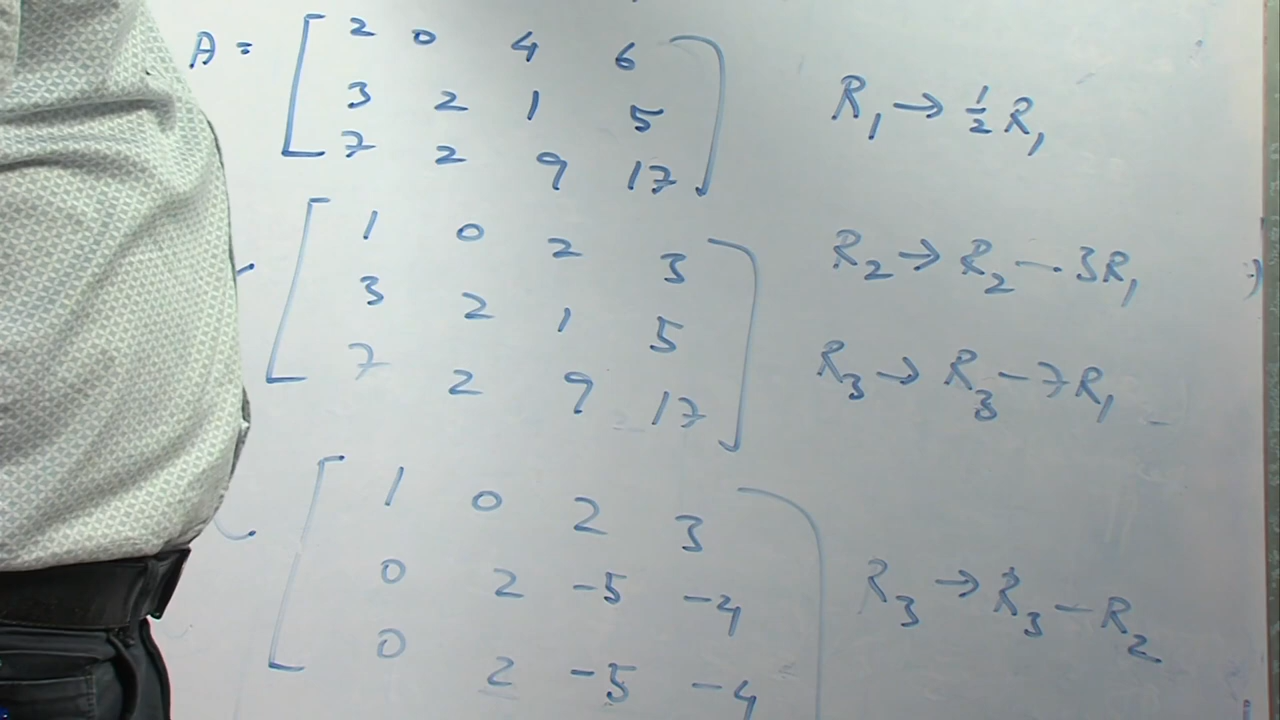 A = [ 2 0 4 6 ] R₁ → ½ R₁
3 2 1 5
7 2 9 17
~ [ 1 0 2 3 ] R₂ → R₂ − 3R₁
3 2 1 5
7 2 9 17 R₃ → R₃ − 7R₁
~ [ 1 0 2 3 ]
0 2 −5 −4 R₃ → R₃ − R₂
0 2 −5 −4